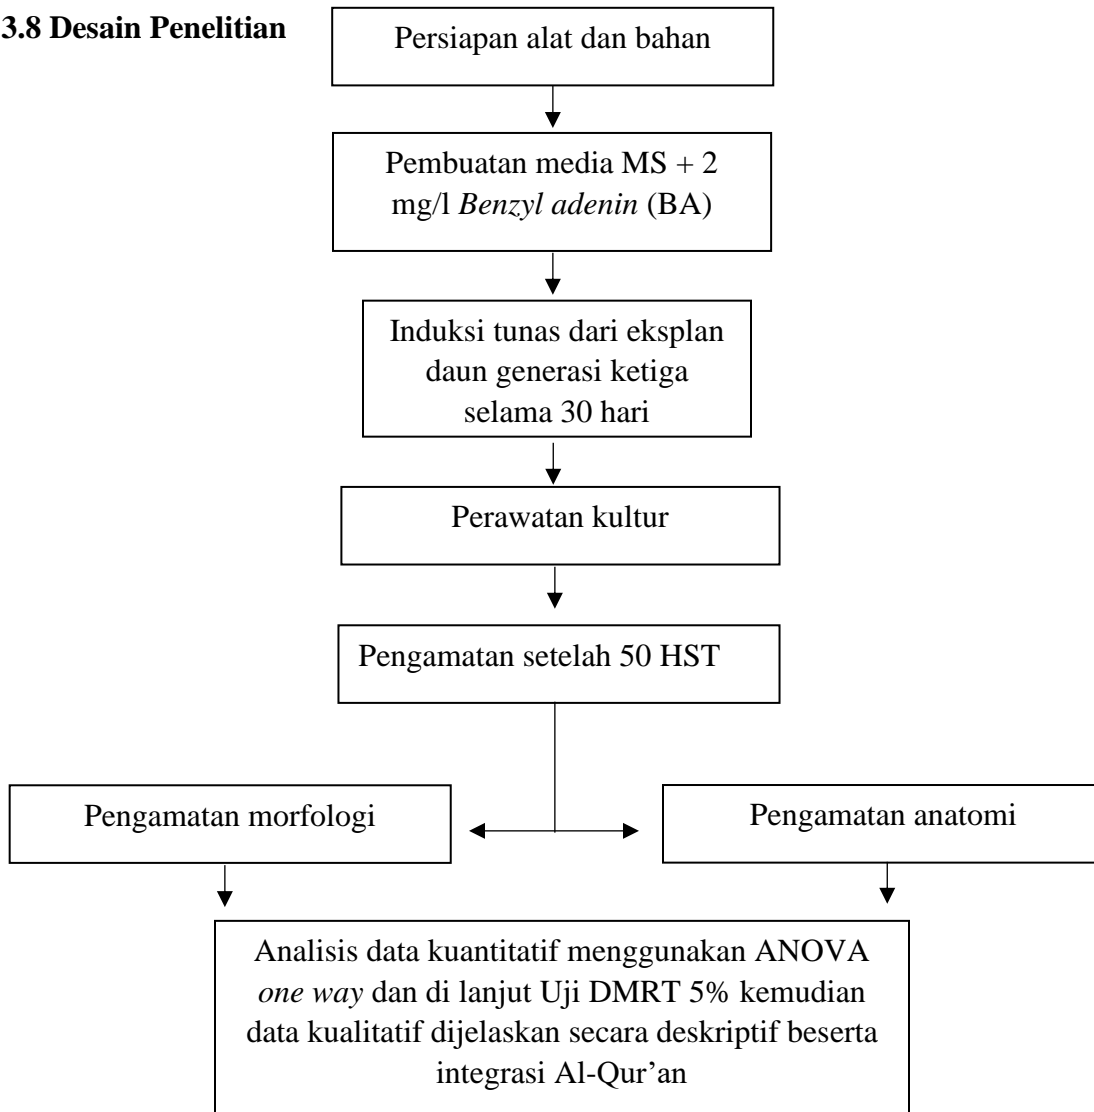 3.8 Desain Penelitian
Persiapan alat dan bahan
Pembuatan media MS + 2
mg/l Benzyl adenin (BA)
Induksi tunas dari eksplan
daun generasi ketiga
selama 30 hari
Perawatan kultur
Pengamatan setelah 50 HST
Pengamatan morfologi
Pengamatan anatomi
Analisis data kuantitatif menggunakan ANOVA
one way dan di lanjut Uji DMRT 5% kemudian
data kualitatif dijelaskan secara deskriptif beserta
integrasi Al-Qur’an